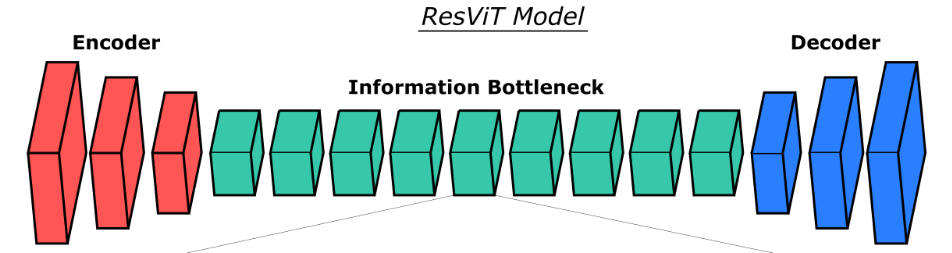 ResViT Model
Encoder
Decoder
Information Bottleneck